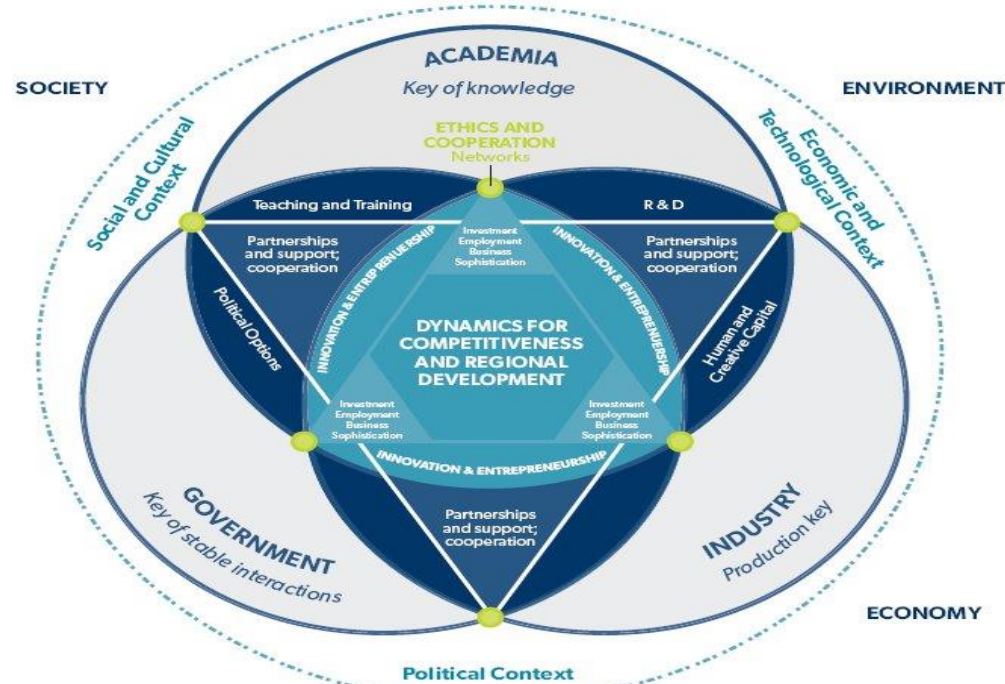 ACADEMIA
Key of knowledge
SOCIETY
ENVIRONMENT
ETHICS AND
COOPERATION
Networks
Social and Cultural
Context
Economic and
Technological Context
Teaching and Training
R & D
Partnerships
and support;
cooperation
Investment
Employment
Business
Sophistication
Partnerships
and support;
cooperation
INNOVATION & ENTREPRENUERSHIP
INNOVATION & ENTREPRENUERSHIP
Political Options
Human and
Creative Capital
DYNAMICS FOR
COMPETITIVENESS
AND REGIONAL
DEVELOPMENT
Investment
Employment
Business
Sophistication
Investment
Employment
Business
Sophistication
INNOVATION & ENTREPRENEURSHIP
GOVERNMENT
Key of stable interactions
Partnerships
and support;
cooperation
INDUSTRY
Production key
ECONOMY
Political Context